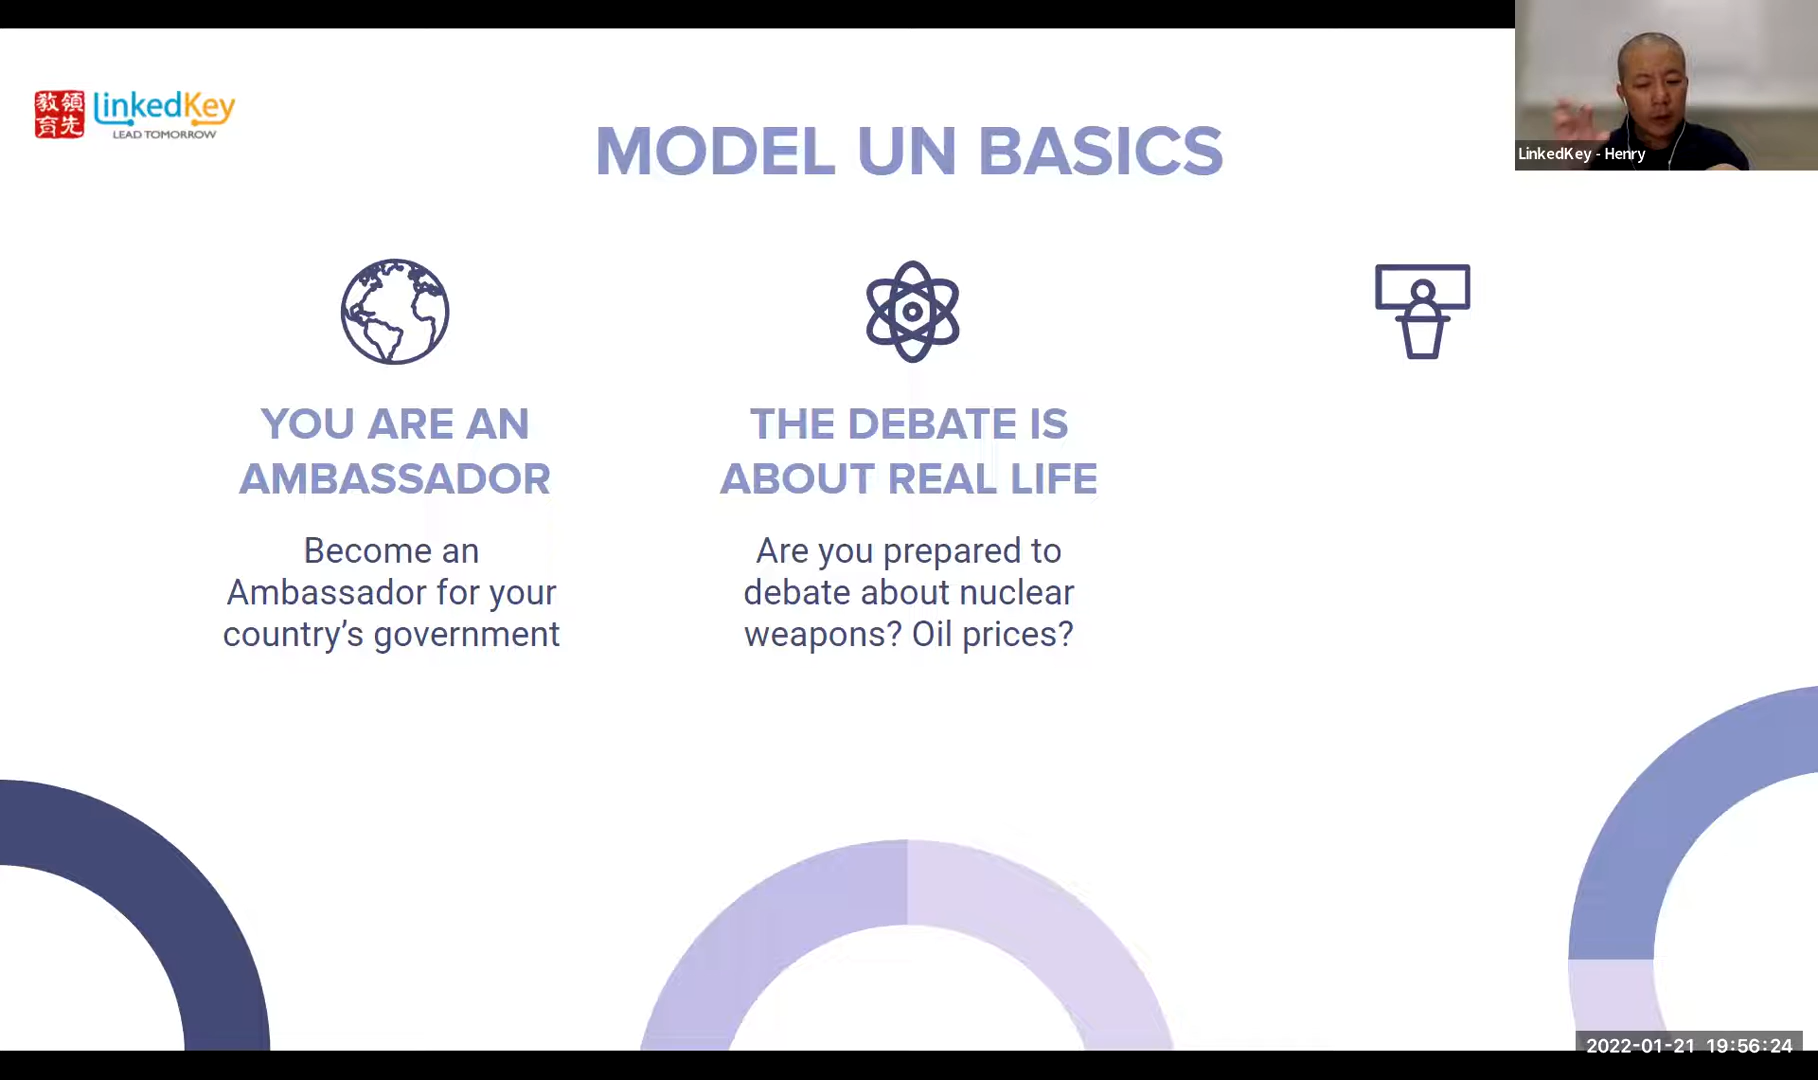 教領
育先
linkedKey
LEAD TOMORROW
MODEL UN BASICS
LinkedKey - Henry
YOU ARE AN
AMBASSADOR
Become an
Ambassador for your
country’s government
THE DEBATE IS
ABOUT REAL LIFE
Are you prepared to
debate about nuclear
weapons? Oil prices?
2022-01-21 19:56:24